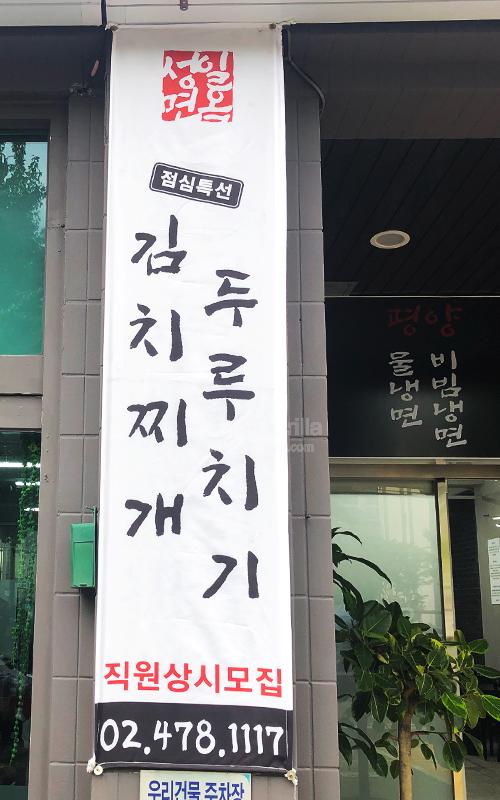 성일
면옥
점심특선
김치찌개
두루치기
직원상시모집
02.478.1117
우리건물 주차장
평양
물냉면
비빔냉면